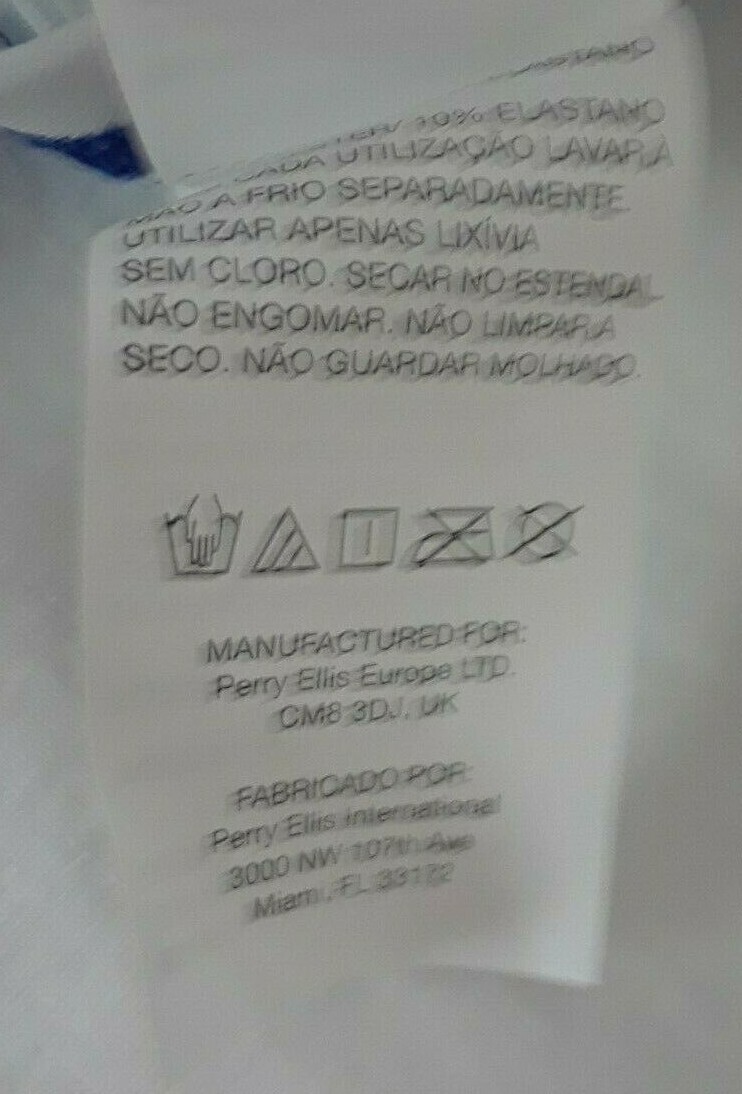 10% ELASTANO
CADA UTILIZAÇÃO LAVAR À
MÃO A FRIO SEPARADAMENTE.
UTILIZAR APENAS LIXÍVIA
SEM CLORO. SECAR NO ESTENDAL
NÃO ENGOMAR. NÃO LIMPAR A
SECO. NÃO GUARDAR MOLHADO.
MANUFACTURED FOR:
Perry Ellis Europe LTD.
CM8 3DJ. UK
FABRICADO POR:
Perry Ellis International
3000 NW 107th Ave
Miami, FL 33172